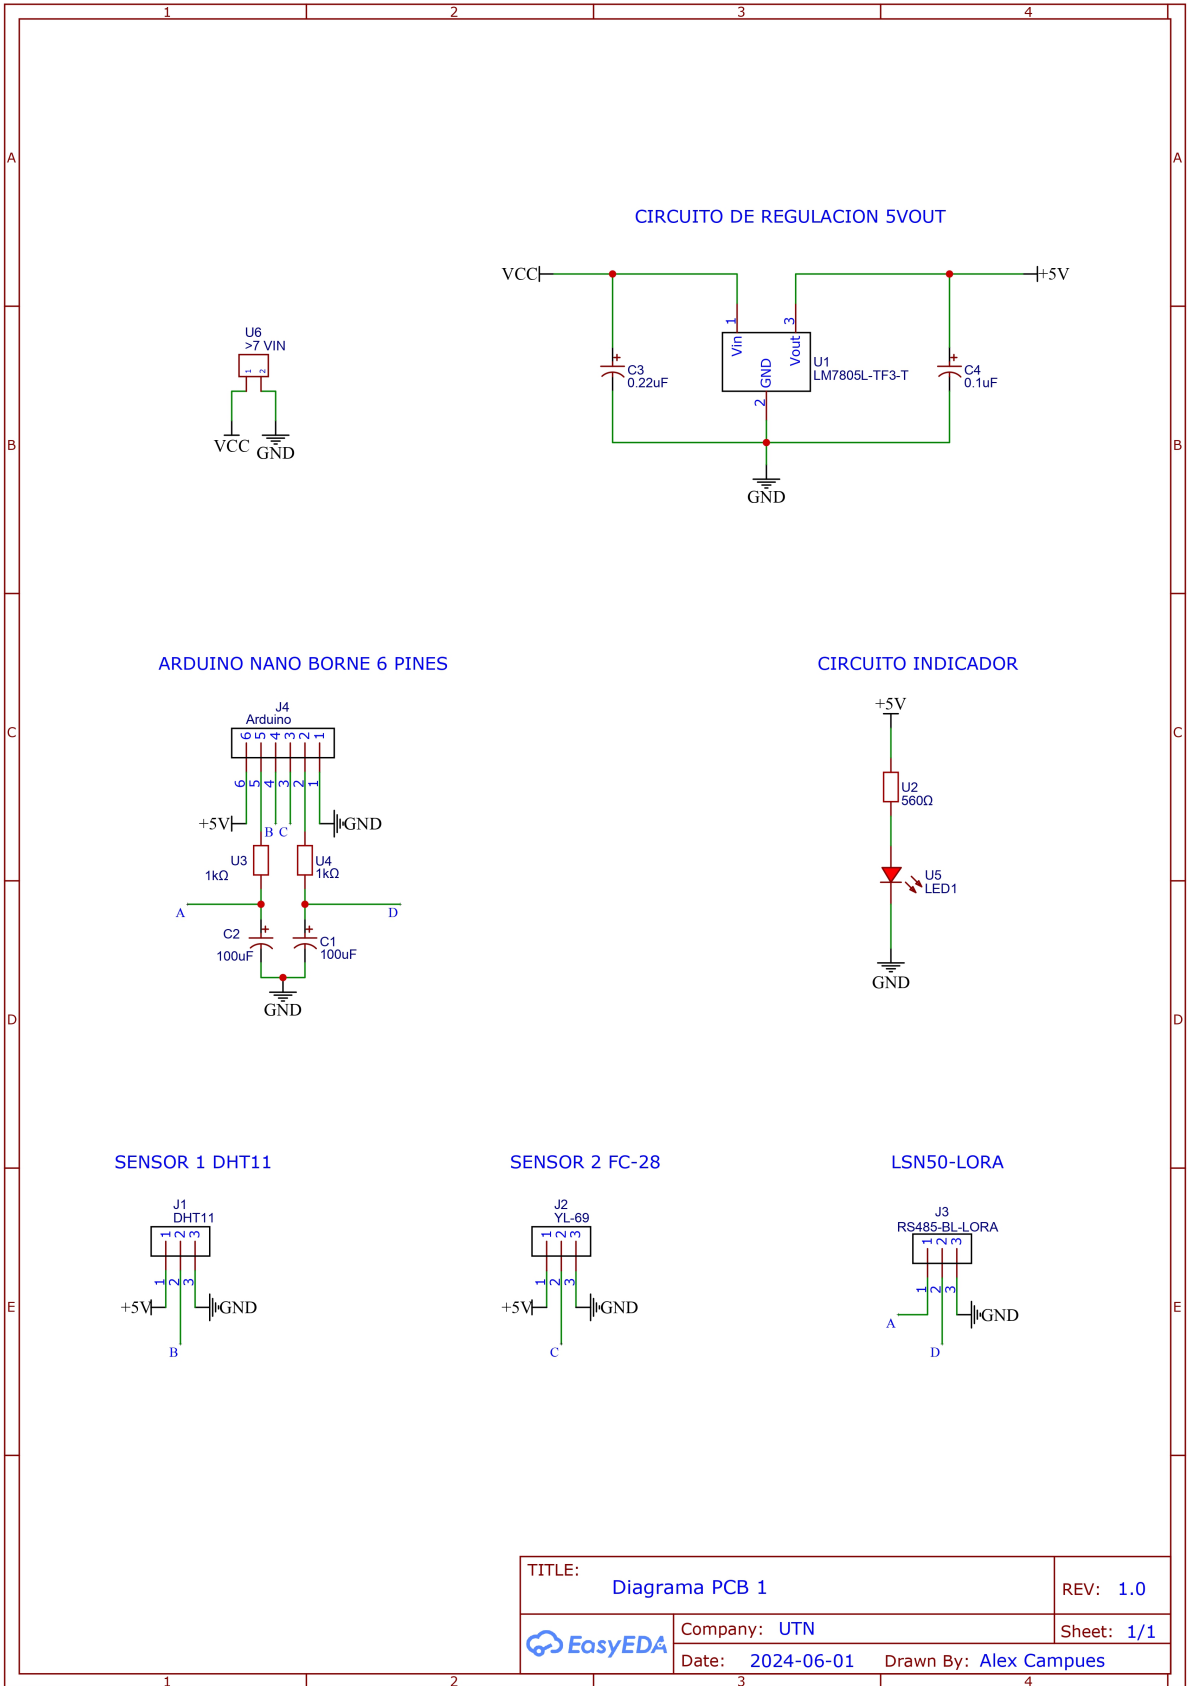 1 2 3 4
A A
CIRCUITO DE REGULACION 5VOUT
VCC +5V
1 3
Vin GND Vout
2
U1
LM7805L-TF3-T
C3
0.22uF
C4
0.1uF
GND
U6
>7 VIN
1 2
VCC GND
B B
ARDUINO NANO BORNE 6 PINES
J4
Arduino
6 5 4 3 2 1
6 5 4 3 2 1
+5V B C GND
U3
1kΩ
U4
1kΩ
A D
C2
100uF
C1
100uF
GND
CIRCUITO INDICADOR
+5V
U2
560Ω
U5
LED1
GND
C C
D D
SENSOR 1 DHT11
J1
DHT11
1 2 3
1 2 3
+5V GND
B
SENSOR 2 FC-28
J2
YL-69
1 2 3
1 2 3
+5V GND
C
LSN50-LORA
J3
RS485-BL-LORA
1 2 3
1 2 3
A GND
D
E E
TITLE:
Diagrama PCB 1
REV: 1.0
EasyEDA
Company: UTN
Sheet: 1/1
Date: 2024-06-01
Drawn By: Alex Campues
1 2 3 4